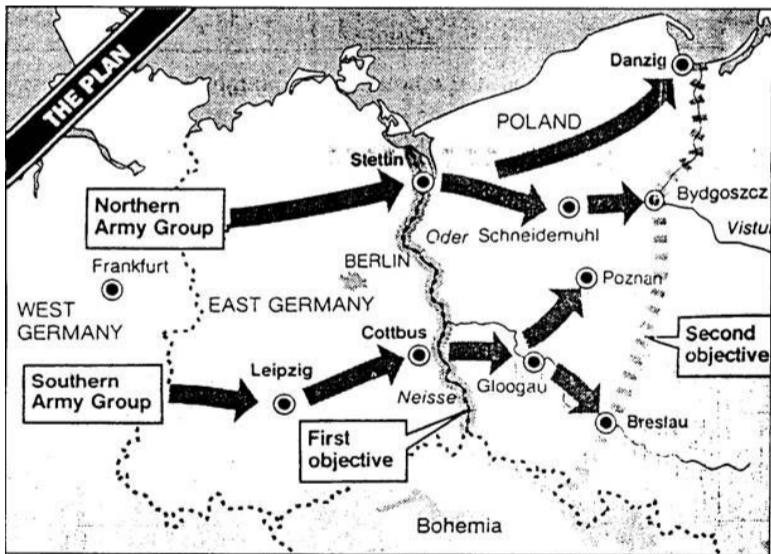 THE PLAN
Danzig
POLAND
Stettin
Northern
Army Group
Bydgoszcz
Oder
Schneidemuhl
Vistu
Frankfurt
BERLIN
Poznan
WEST
GERMANY
EAST GERMANY
Cottbus
Second
objective
Southern
Army Group
Leipzig
Gloogau
Neisse
First
objective
Breslau
Bohemia